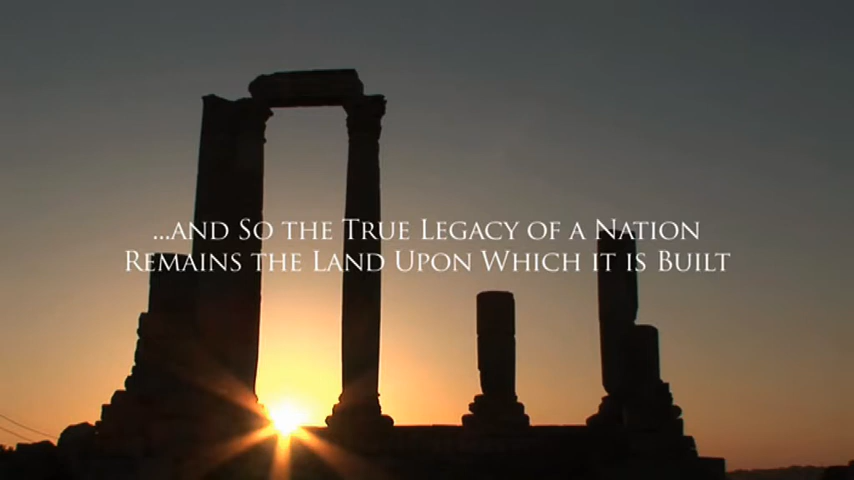 ...AND SO THE TRUE LEGACY OF A NATION
REMAINS THE LAND UPON WHICH IT IS BUILT